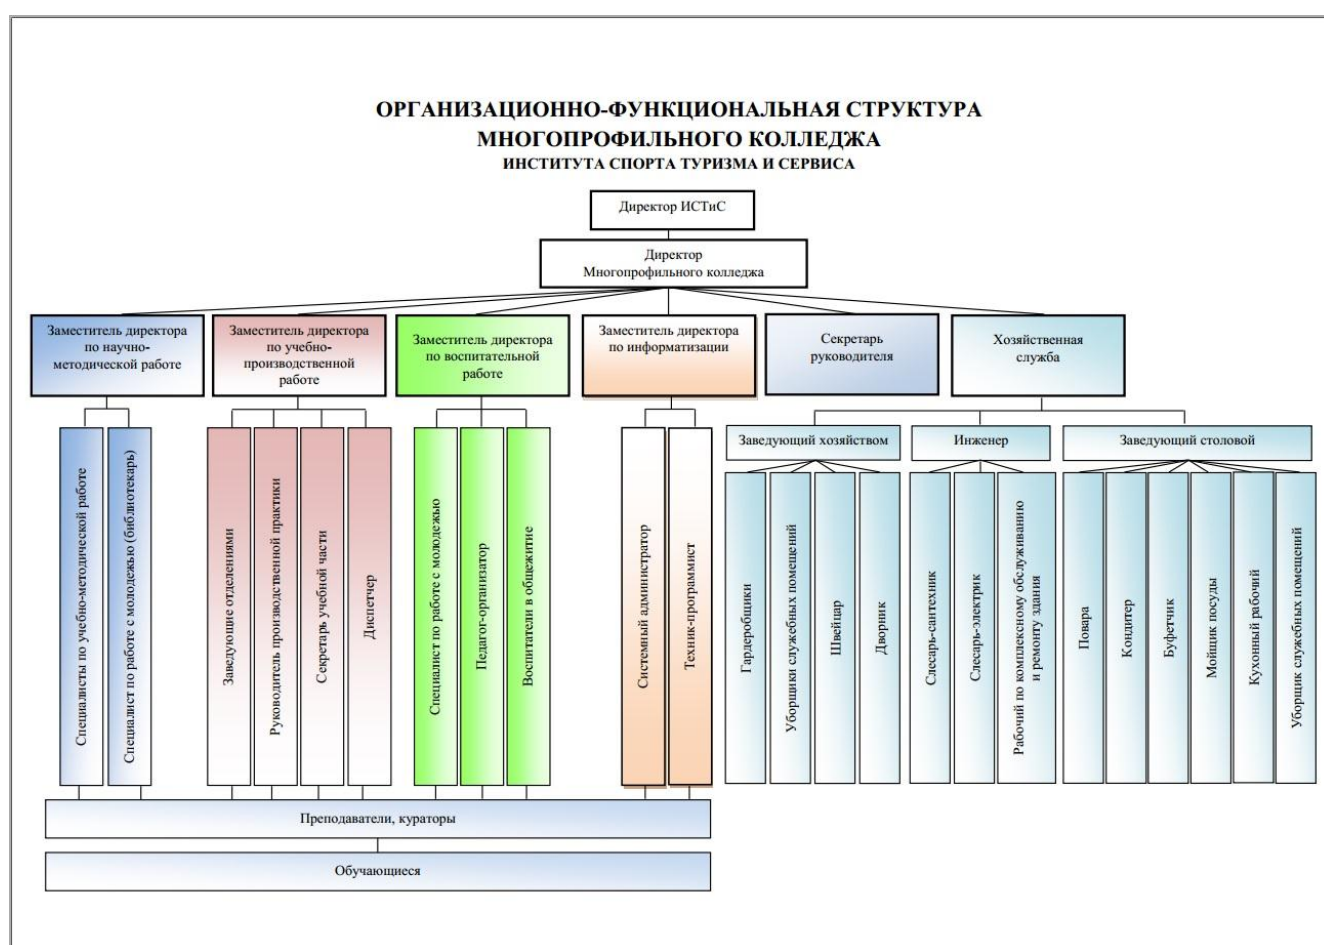 ОРГАНИЗАЦИОННО-ФУНКЦИОНАЛЬНАЯ СТРУКТУРА
МНОГОПРОФИЛЬНОГО КОЛЛЕДЖА
ИНСТИТУТА СПОРТА ТУРИЗМА И СЕРВИСА
Директор ИСТиС
Директор
Многопрофильного колледжа
Заместитель директора
по научно-
методической работе
Заместитель директора
по учебно-
производственной
работе
Заместитель директора
по воспитательной
работе
Заместитель директора
по информатизации
Секретарь
руководителя
Хозяйственная
служба
Заведующий хозяйством
Инженер
Заведующий столовой
Специалисты по учебно-методической работе
Специалист по работе с молодежью (библиотекарь)
Заведующие отделениями
Руководитель производственной практики
Секретарь учебной части
Диспетчер
Специалист по работе с молодежью
Педагог-организатор
Воспитатели в общежитие
Системный администратор
Техник-программист
Гардеробщики
Уборщики служебных помещений
Швейцар
Дворник
Слесарь-сантехник
Слесарь-электрик
Рабочий по комплексному обслуживанию
и ремонту здания
Повара
Кондитер
Буфетчик
Мойщик посуды
Кухонный рабочий
Уборщик служебных помещений
Преподаватели, кураторы
Обучающиеся